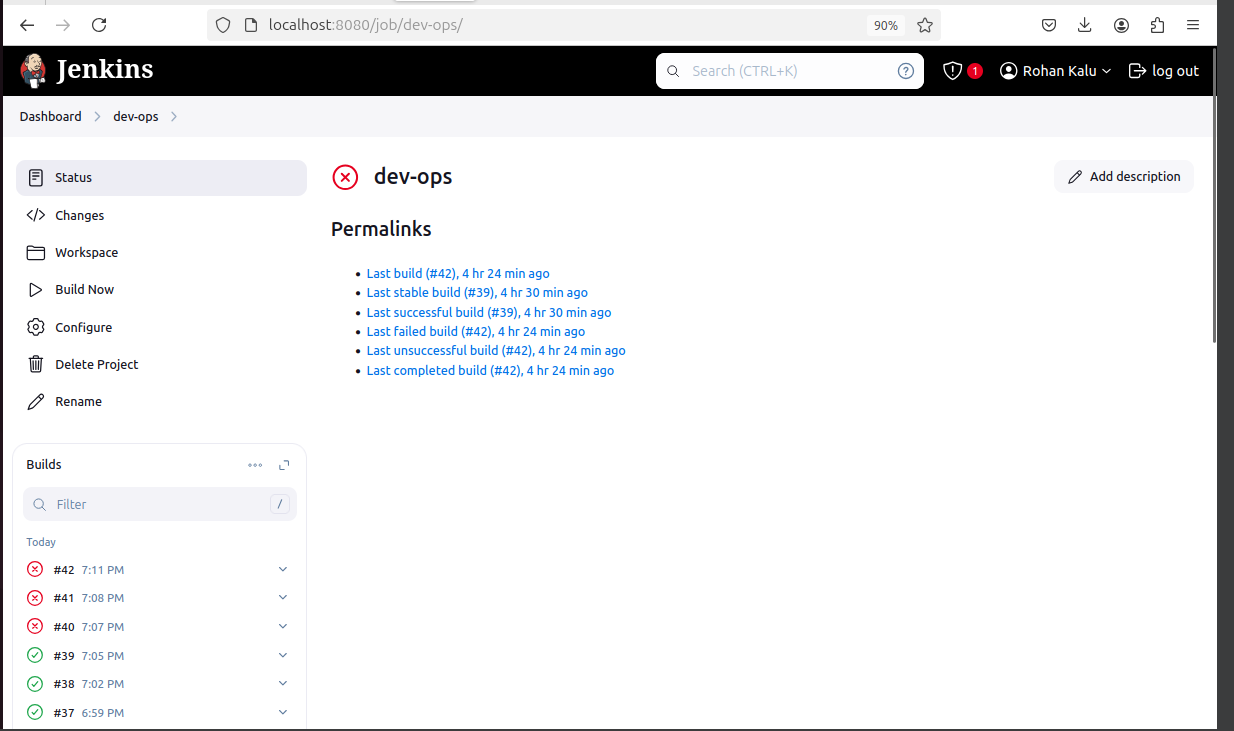 localhost:8080/job/dev-ops/
90%
Jenkins
Search (CTRL+K)
?
1
Rohan Kalu
log out
Dashboard
dev-ops
Status
Changes
Workspace
Build Now
Configure
Delete Project
Rename
dev-ops
Add description
Permalinks
Last build (#42), 4 hr 24 min ago
Last stable build (#39), 4 hr 30 min ago
Last successful build (#39), 4 hr 30 min ago
Last failed build (#42), 4 hr 24 min ago
Last unsuccessful build (#42), 4 hr 24 min ago
Last completed build (#42), 4 hr 24 min ago
Builds
Filter
/
Today
#42 7:11 PM
#41 7:08 PM
#40 7:07 PM
#39 7:05 PM
#38 7:02 PM
#37 6:59 PM